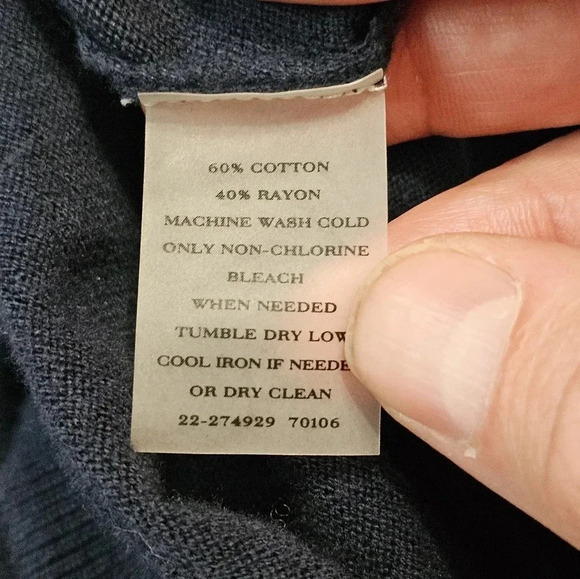 60% COTTON
40% RAYON
MACHINE WASH COLD
ONLY NON-CHLORINE
BLEACH
WHEN NEEDED
TUMBLE DRY LOW
COOL IRON IF NEEDE
OR DRY CLEAN
22-274929 70106